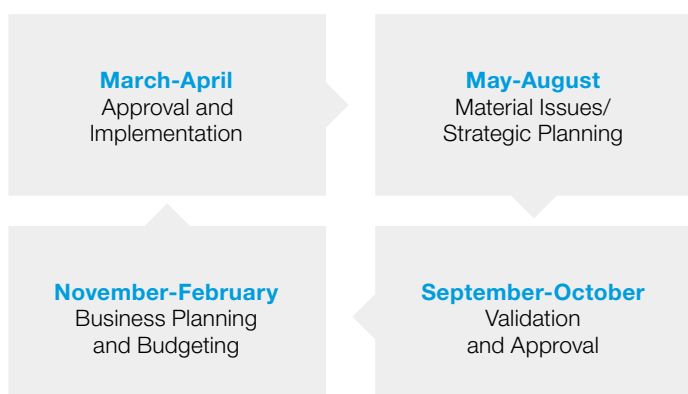 March-April
Approval and
Implementation
May-August
Material Issues/
Strategic Planning
November-February
Business Planning
and Budgeting
September-October
Validation
and Approval